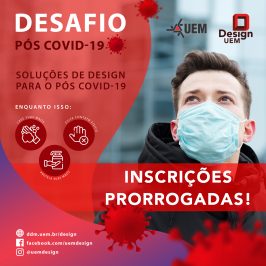 DESAFIO
PÓS COVID-19
UEM
Design
UEM
SOLUÇÕES DE DESIGN
PARA O PÓS COVID-19
ENQUANTO ISSO:
INSCRIÇÕES
PRORROGADAS!
ddm.uem.br/design
facebook.com/uemdesign
@uemdesign